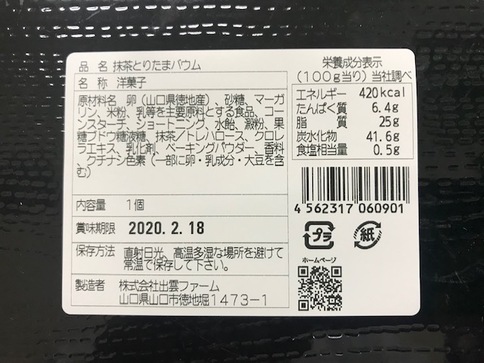 品 名 抹茶とりたまバウム
名 称 洋菓子
原材料名 卵(山口県徳地産)、砂糖、マーガ
リン、米粉、乳等を主要原料とする食品、コー
ンスターチ、ショートニング、水飴、澱粉、果
糖ブドウ糖液糖、抹茶/トレハロース、クロレ
ラエキス、乳化剤、ベーキングパウダー、香料
、クチナシ色素(一部に卵・乳成分・大豆を含
む)
内容量 1個
賞味期限 2020. 2. 18
保存方法 直射日光、高温多湿な場所を避けて
常温で保存して下さい。
製造者 株式会社出雲ファーム
山口県山口市徳地堀1473-1
栄養成分表示
(100g当り)当社調べ
エネルギー 420kcal
たんぱく質 6.4g
脂 質 25g
炭水化物 41.6g
食塩相当量 0.5g
4 562317 060901
プラ 紙
ホームページ